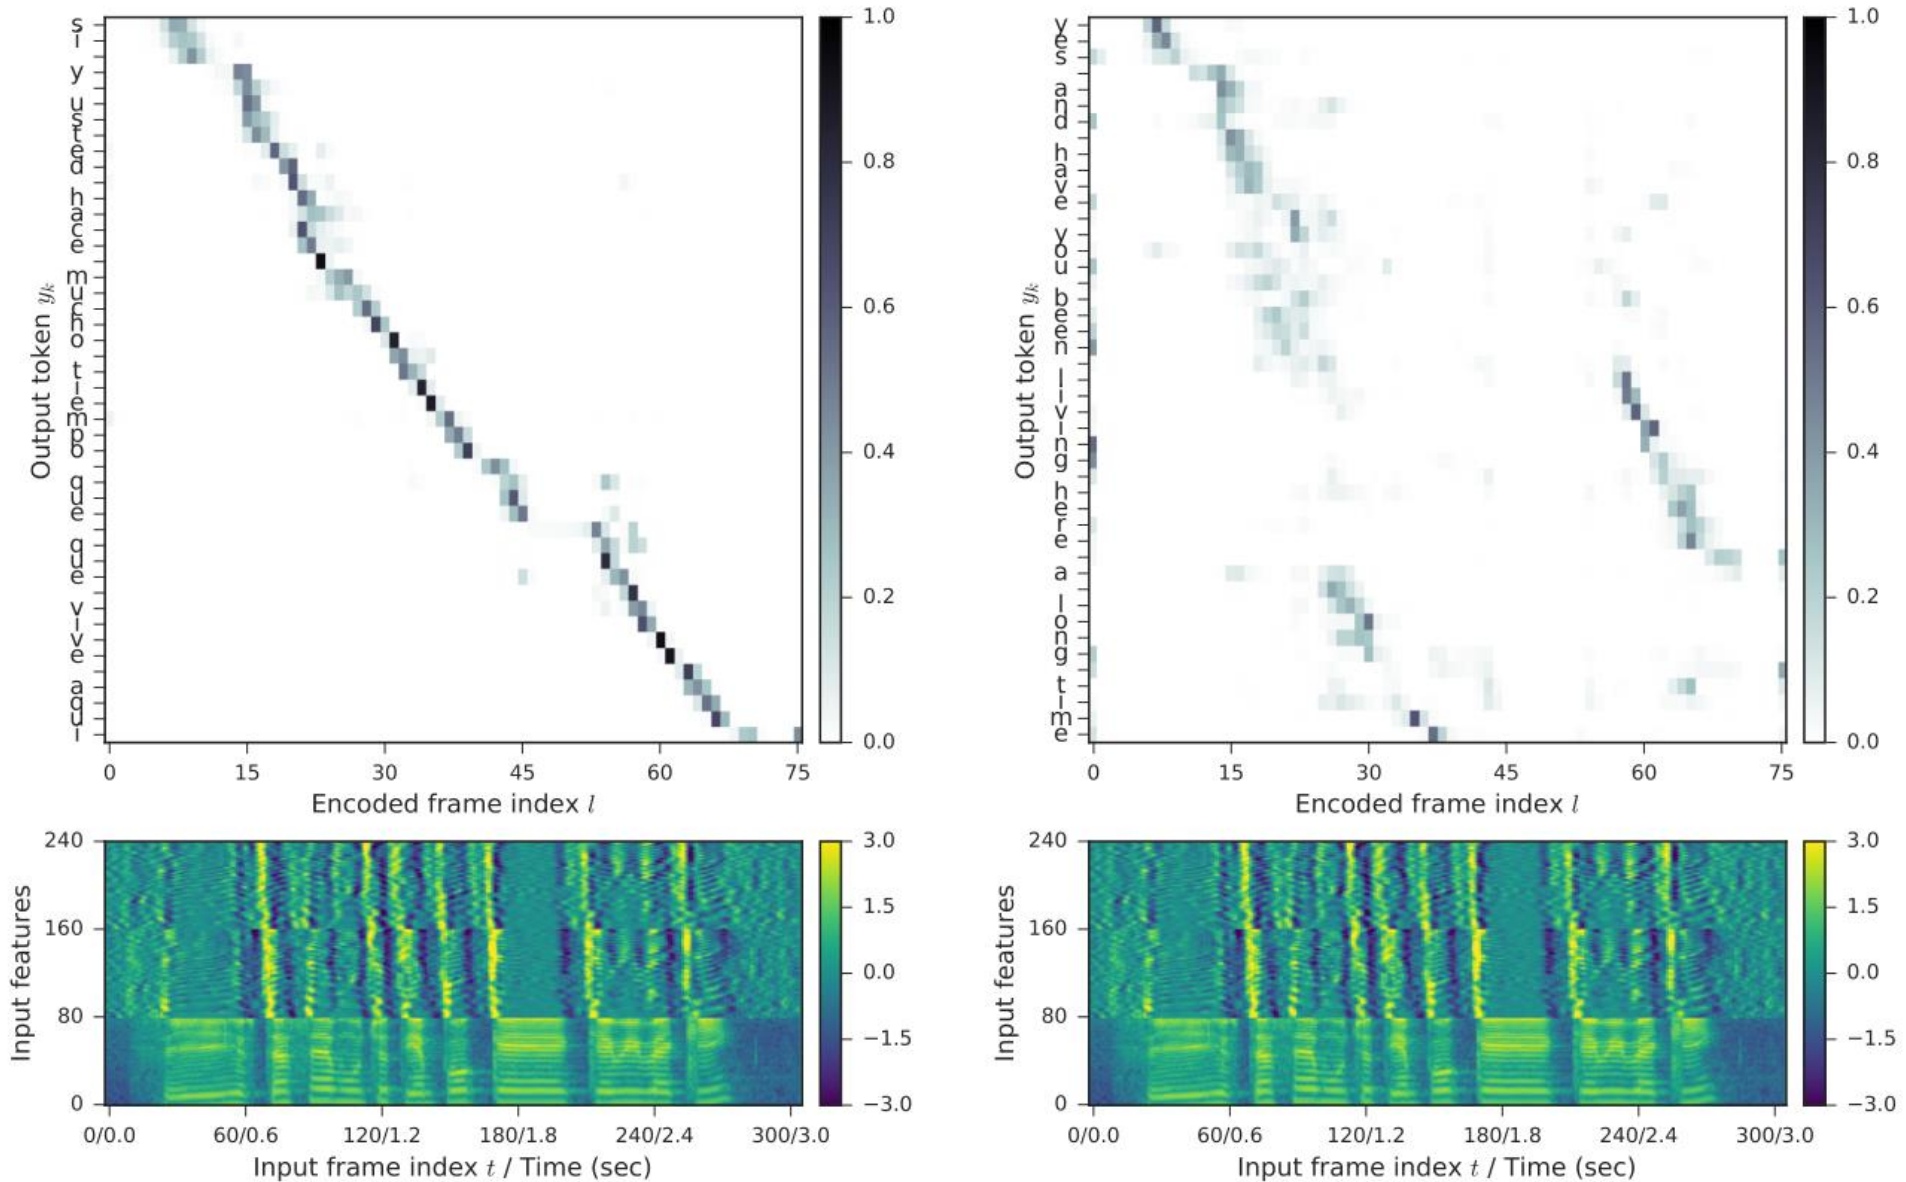 s
i
y
u
s
t
e
d
h
a
c
e
m
u
c
h
o
t
i
e
m
p
o
q
u
e
q
u
e
v
i
v
e
a
q
u
i
Output token yₖ
0 15 30 45 60 75
Encoded frame index l
1.0
0.8
0.6
0.4
0.2
0.0
y
e
s
a
n
d
h
a
v
e
y
o
u
b
e
e
n
l
i
v
i
n
g
h
e
r
e
a
l
o
n
g
t
i
m
e
Output token yₖ
0 15 30 45 60 75
Encoded frame index l
1.0
0.8
0.6
0.4
0.2
0.0
240
160
80
0
Input features
0/0.0 60/0.6 120/1.2 180/1.8 240/2.4 300/3.0
Input frame index t / Time (sec)
3.0
1.5
0.0
−1.5
−3.0
240
160
80
0
Input features
0/0.0 60/0.6 120/1.2 180/1.8 240/2.4 300/3.0
Input frame index t / Time (sec)
3.0
1.5
0.0
−1.5
−3.0